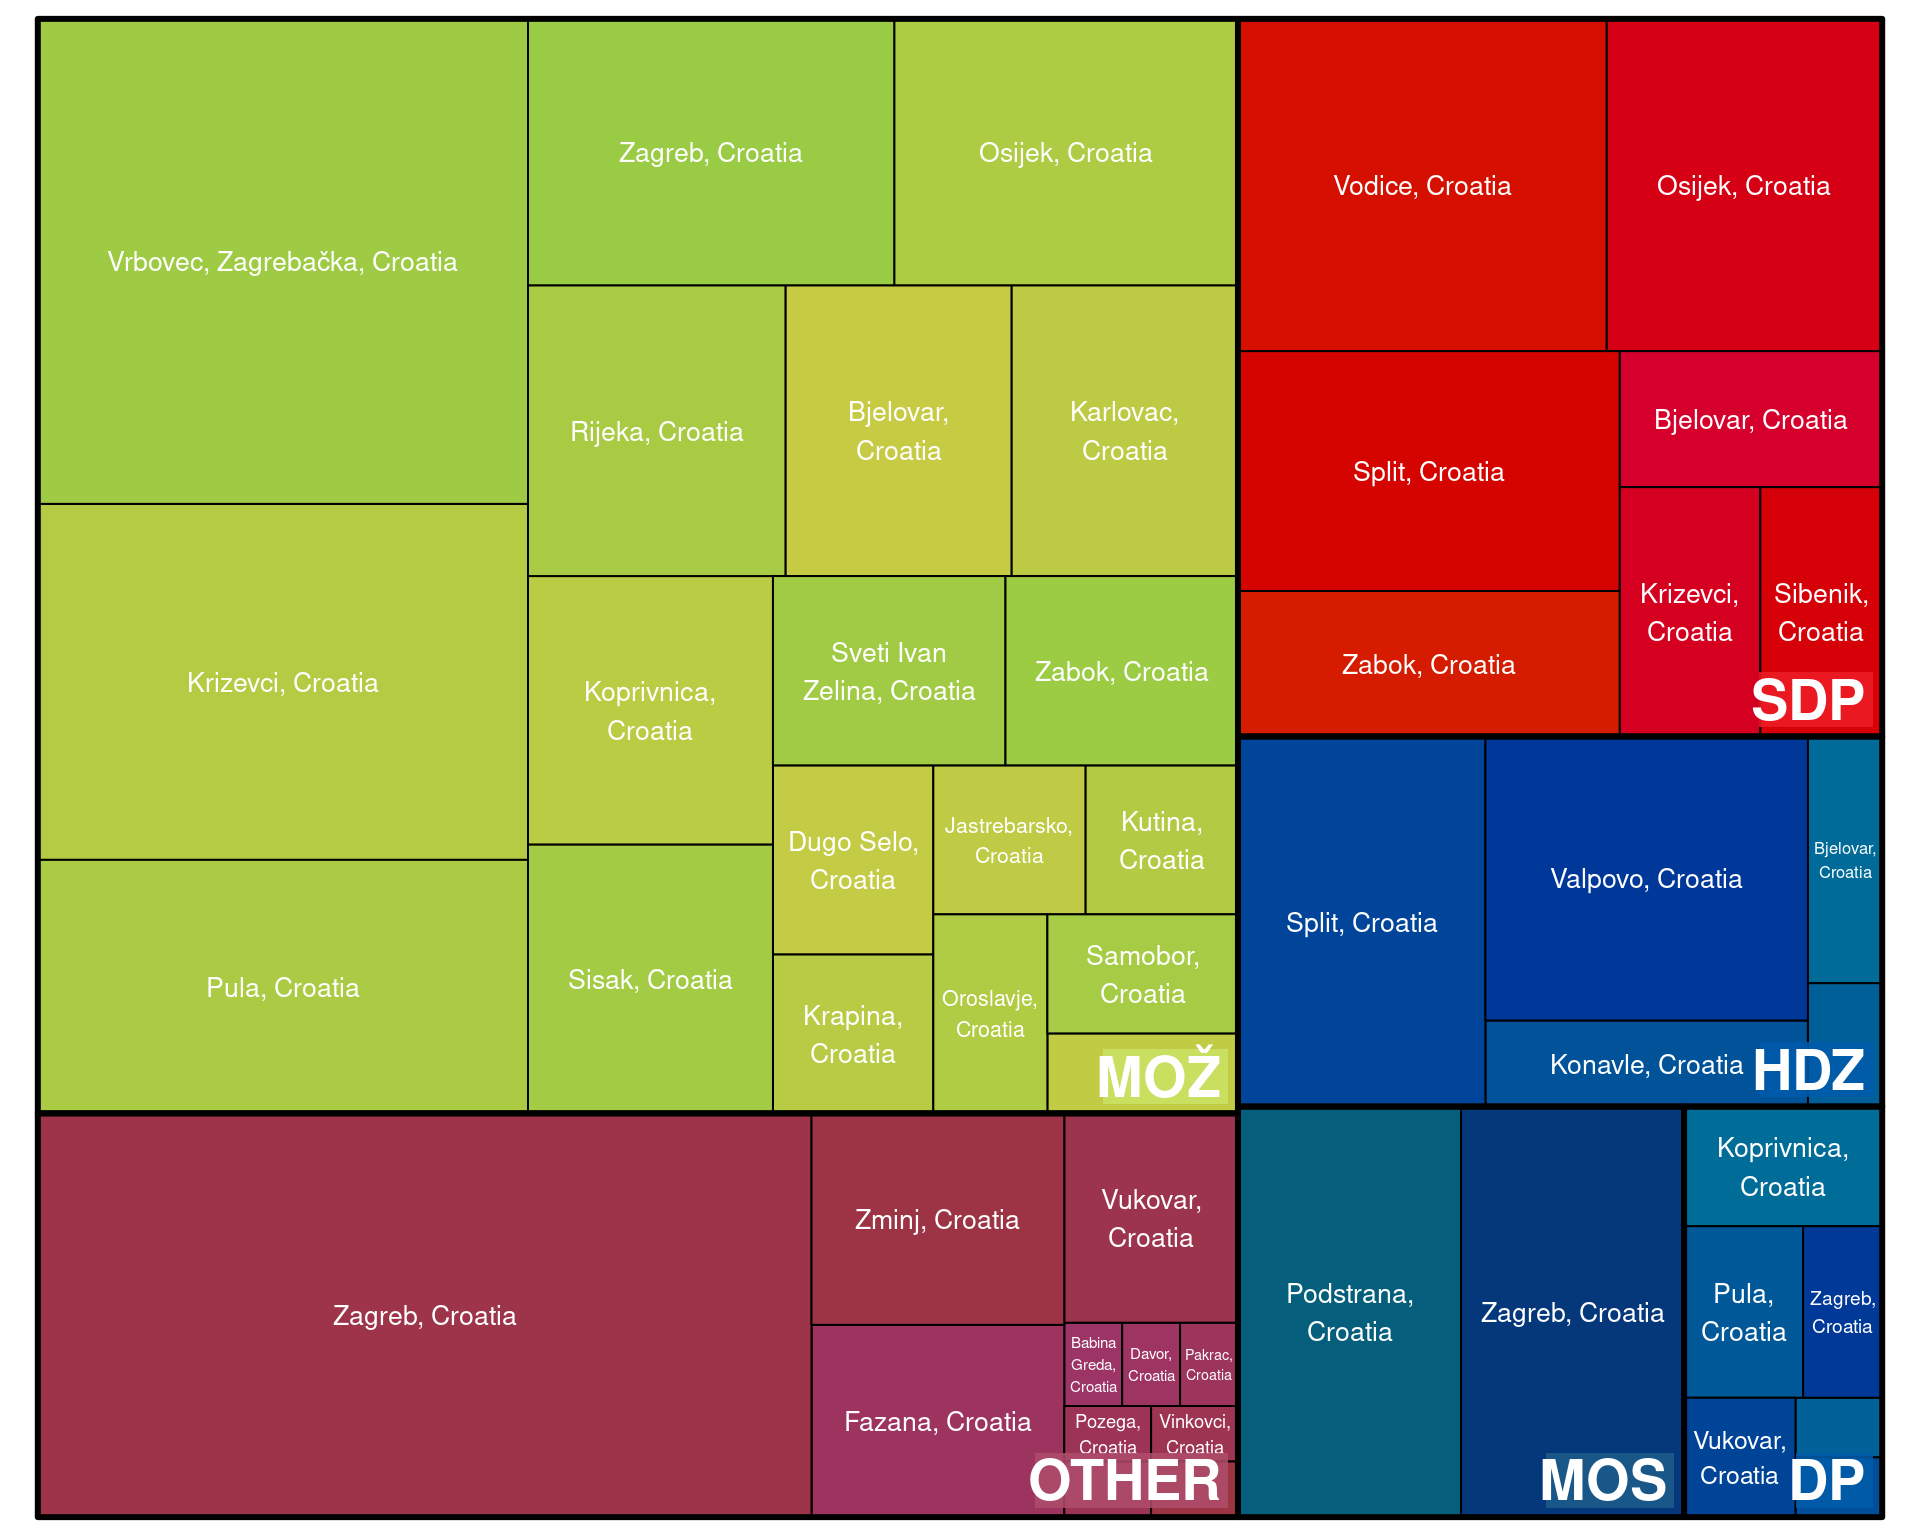 Vrbovec, Zagrebačka, Croatia
Zagreb, Croatia
Osijek, Croatia
Rijeka, Croatia
Bjelovar,
Croatia
Karlovac,
Croatia
Krizevci, Croatia
Koprivnica,
Croatia
Sveti Ivan
Zelina, Croatia
Zabok, Croatia
Dugo Selo,
Croatia
Jastrebarsko,
Croatia
Kutina,
Croatia
Pula, Croatia
Sisak, Croatia
Krapina,
Croatia
Oroslavje,
Croatia
Samobor,
Croatia
MOŽ
Vodice, Croatia
Osijek, Croatia
Split, Croatia
Bjelovar, Croatia
Zabok, Croatia
Krizevci,
Croatia
Sibenik,
Croatia
SDP
Split, Croatia
Valpovo, Croatia
Bjelovar,
Croatia
Konavle, Croatia
HDZ
Zagreb, Croatia
Zminj, Croatia
Vukovar,
Croatia
Fazana, Croatia
Babina
Greda,
Croatia
Davor,
Croatia
Pakrac,
Croatia
Pozega,
Croatia
Vinkovci,
Croatia
OTHER
Podstrana,
Croatia
Zagreb, Croatia
MOS
Koprivnica,
Croatia
Pula,
Croatia
Zagreb,
Croatia
Vukovar,
Croatia
DP